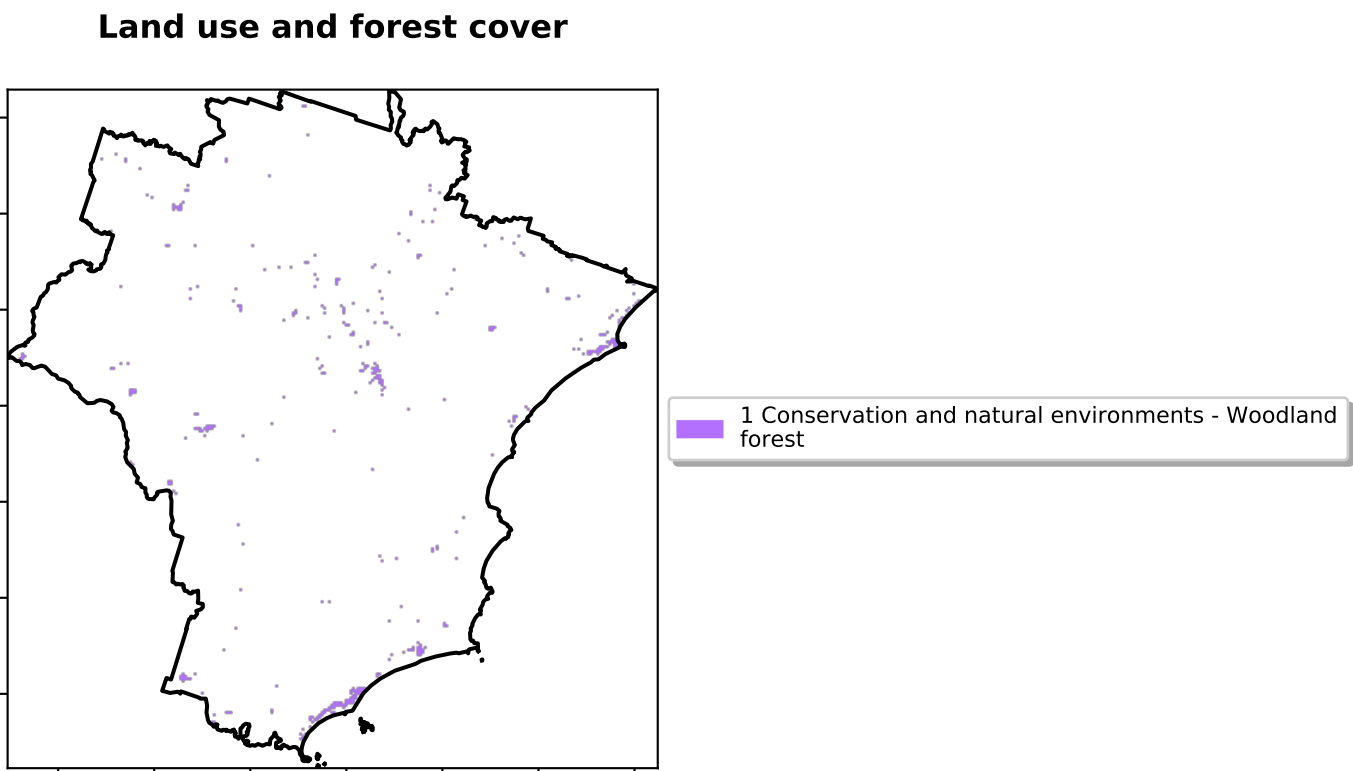 Land use and forest cover
1 Conservation and natural environments - Woodland
forest